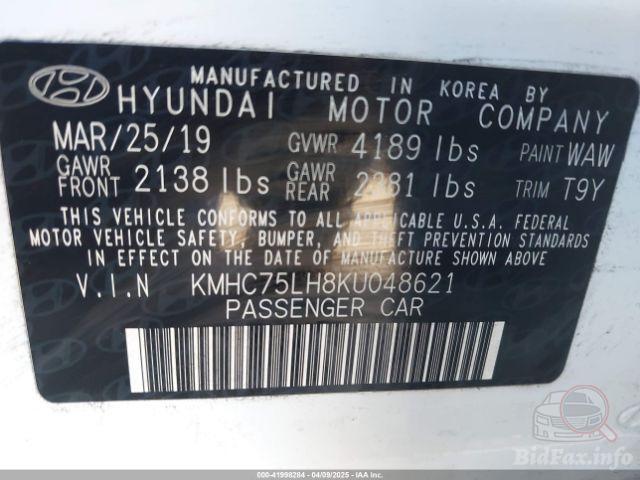 MANUFACTURED IN KOREA BY
HYUNDAI MOTOR COMPANY
MAR/25/19 GVWR 4189 lbs PAINT WAW
GAWR FRONT 2138 lbs GAWR REAR lbs TRIM T9Y
THIS VEHICLE CONFORMS TO ALL APPLICABLE U.S.A. FEDERAL
MOTOR VEHICLE SAFETY, BUMPER, AND THEFT PREVENTION STANDARDS
IN EFFECT ON THE DATE OF MANUFACTURE SHOWN ABOVE.
V.I.N KMHC75LH8KU048621
PASSENGER CAR
BidFax.info
000-41998284 - 04/09/2025 - IAA Inc.